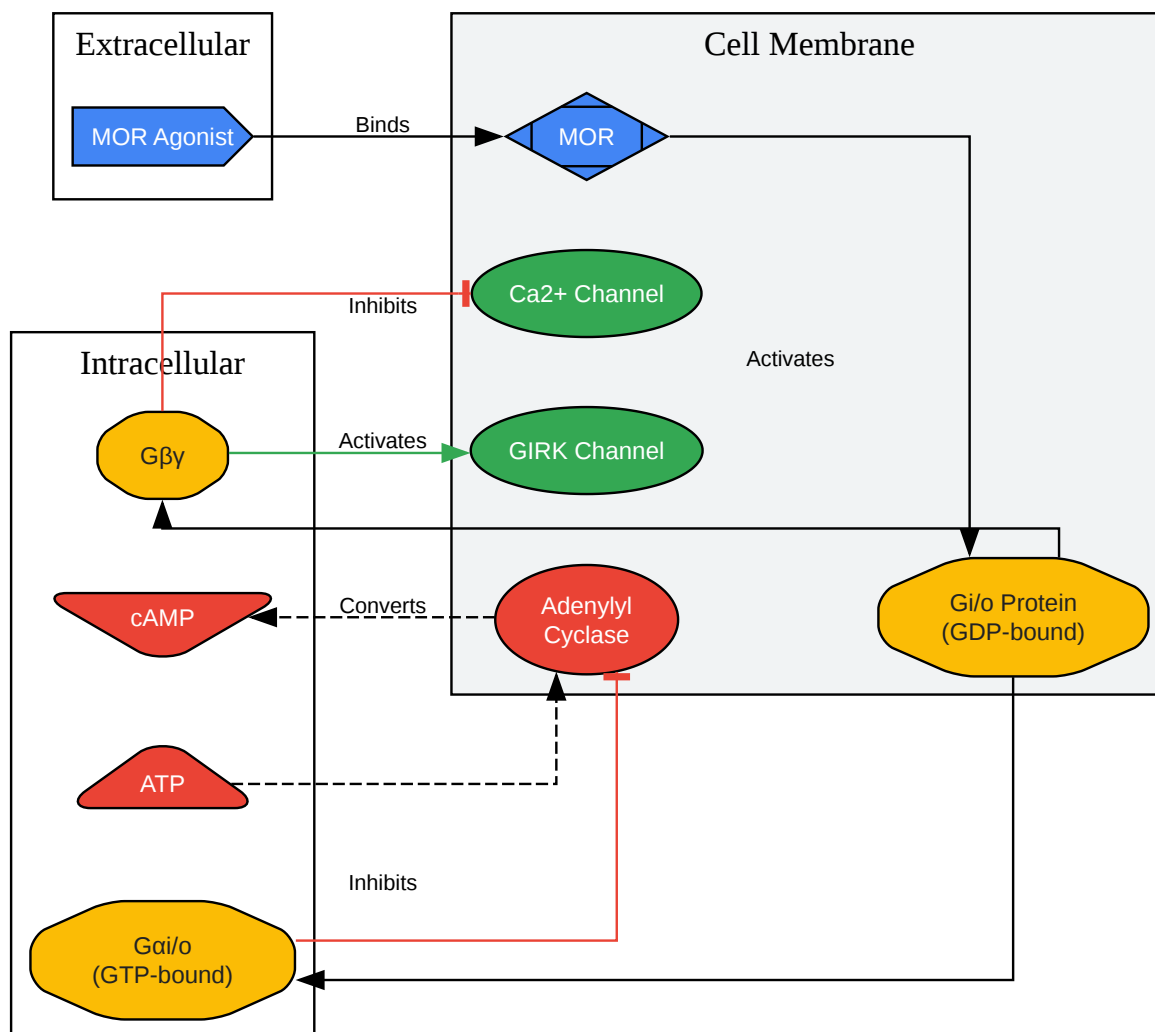 Extracellular
Cell Membrane
MOR Agonist
Binds
MOR
Ca2+ Channel
Inhibits
Intracellular
Activates
Gβγ
Activates
GIRK Channel
cAMP
Converts
Adenylyl
Cyclase
Gi/o Protein
(GDP-bound)
ATP
Inhibits
Gαi/o
(GTP-bound)